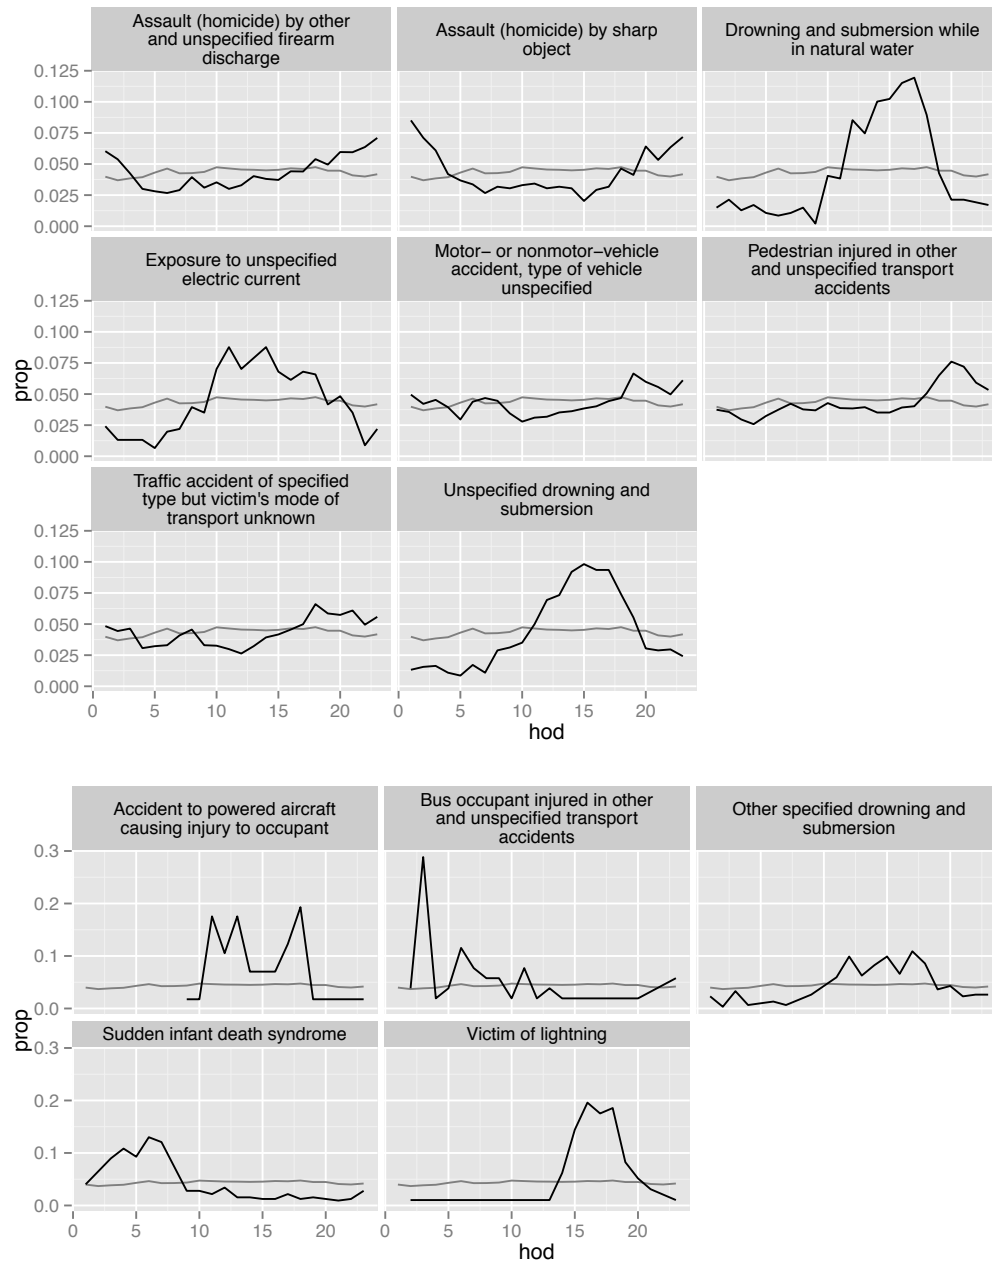 Assault (homicide) by other
and unspecified firearm
discharge
Assault (homicide) by sharp
object
Drowning and submersion while
in natural water
0.125
0.100
0.075
0.050
0.025
0.000
Exposure to unspecified
electric current
Motor− or nonmotor−vehicle
accident, type of vehicle
unspecified
Pedestrian injured in other
and unspecified transport
accidents
0.125
0.100
0.075
0.050
0.025
0.000
prop
Traffic accident of specified
type but victim's mode of
transport unknown
Unspecified drowning and
submersion
0.125
0.100
0.075
0.050
0.025
0.000
0 5 10 15 20 0 5 10 15 20
hod
Accident to powered aircraft
causing injury to occupant
Bus occupant injured in other
and unspecified transport
accidents
Other specified drowning and
submersion
0.3
0.2
0.1
0.0
prop
Sudden infant death syndrome
Victim of lightning
0.3
0.2
0.1
0.0
0 5 10 15 20 0 5 10 15 20
hod